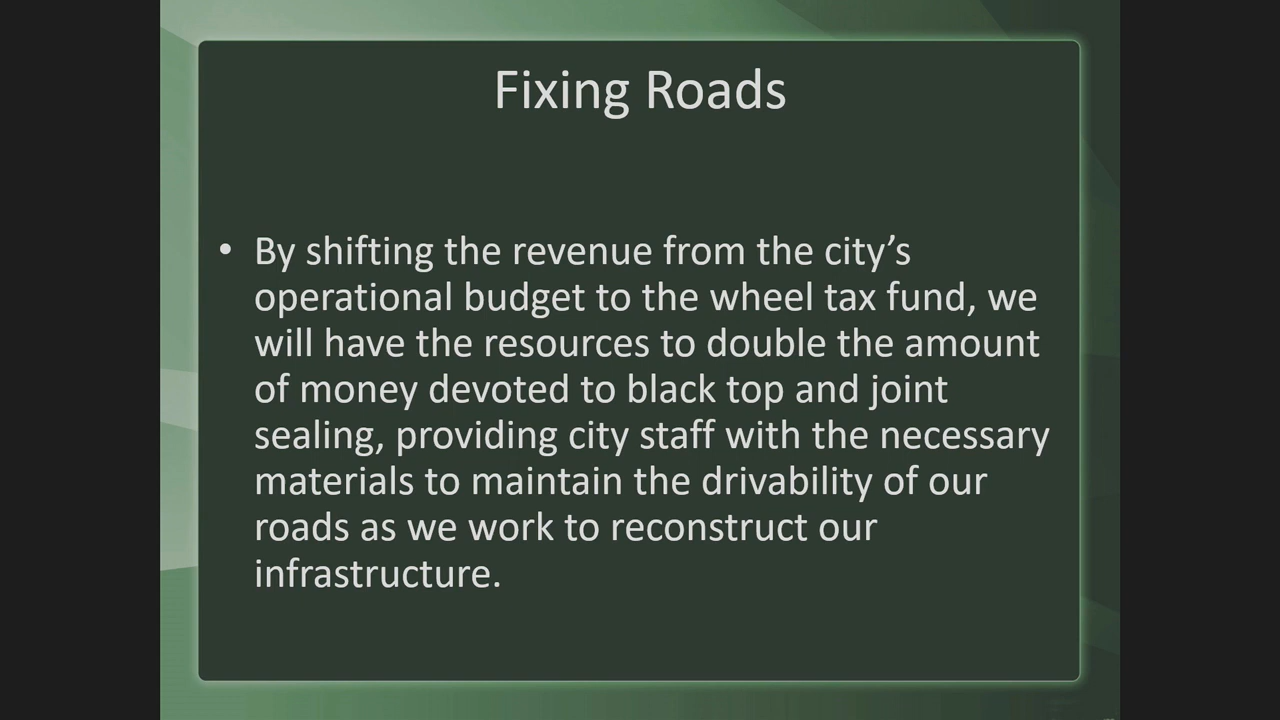 Fixing Roads
• By shifting the revenue from the city’s
operational budget to the wheel tax fund, we
will have the resources to double the amount
of money devoted to black top and joint
sealing, providing city staff with the necessary
materials to maintain the drivability of our
roads as we work to reconstruct our
infrastructure.